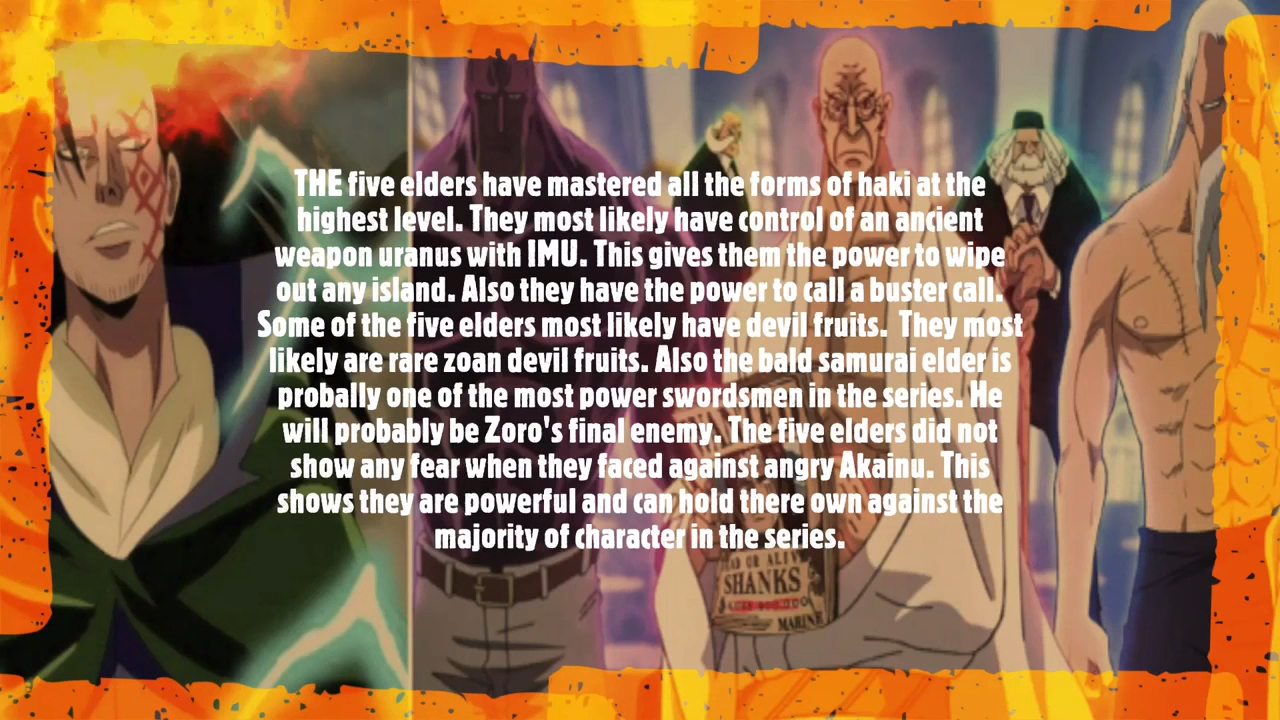 THE five elders have mastered all the forms of haki at the
highest level. They most likely have control of an ancient
weapon uranus with IMU. This gives them the power to wipe
out any island. Also they have the power to call a buster call.
Some of the five elders most likely have devil fruits. They most
likely are rare zoan devil fruits. Also the bald samurai elder is
probally one of the most power swordsmen in the series. He
will probably be Zoro's final enemy. The five elders did not
show any fear when they faced against angry Akainu. This
shows they are powerful and can hold there own against the
majority of character in the series.
OR ALIVE
SHANKS
MARINE